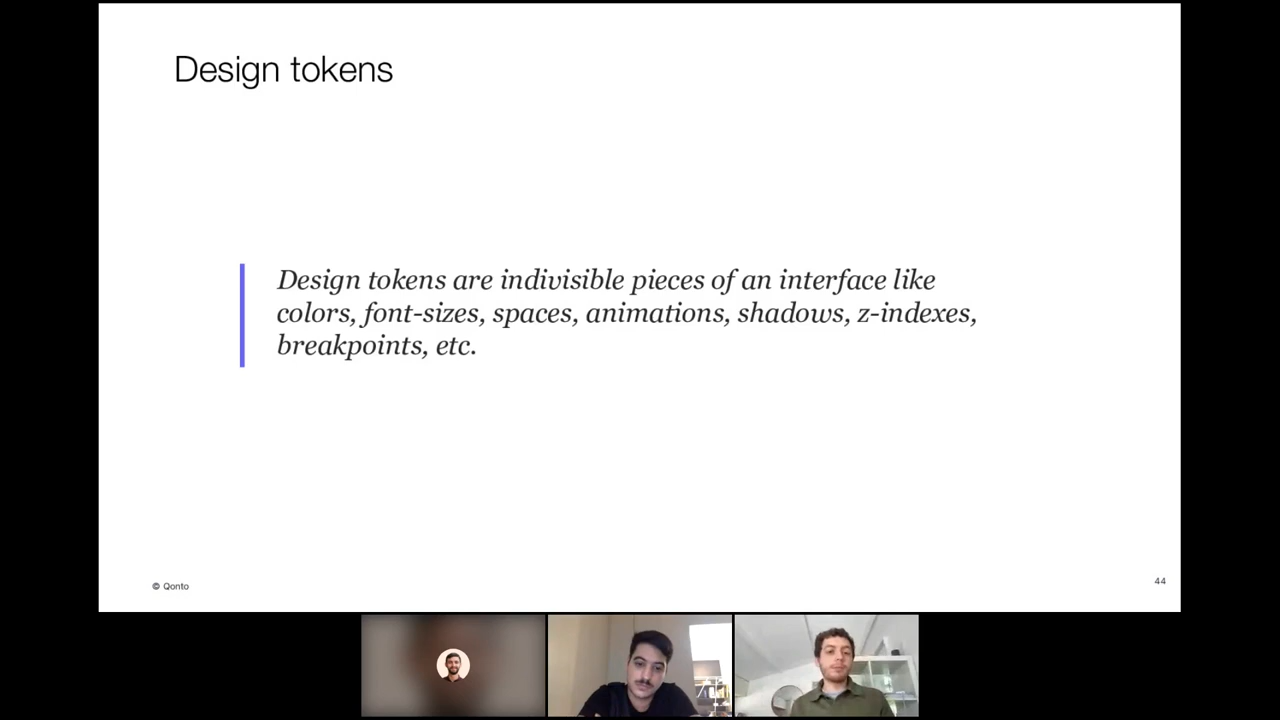 Design tokens
Design tokens are indivisible pieces of an interface like
colors, font-sizes, spaces, animations, shadows, z-indexes,
breakpoints, etc.
© Qonto
44